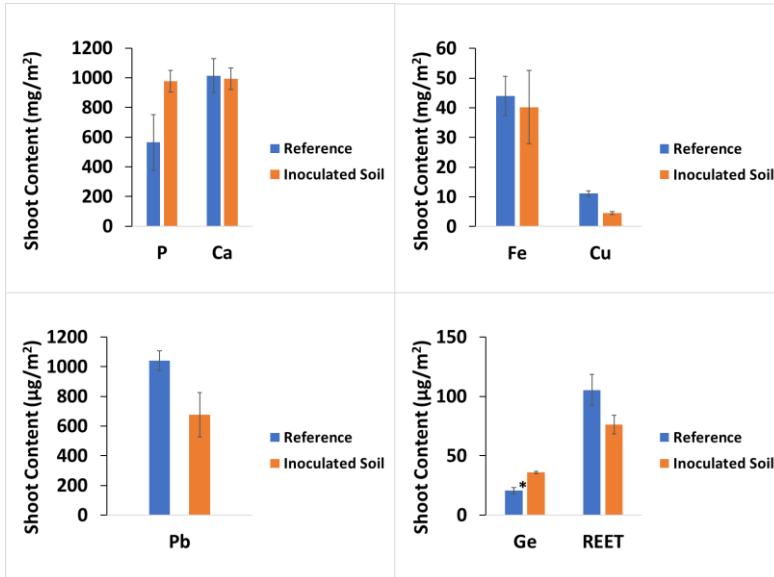 Shoot Content (mg/m²)
1200
1000
800
600
400
200
0
P Ca
Reference
Inoculated Soil
Shoot Content (mg/m²)
60
50
40
30
20
10
0
Fe Cu
Reference
Inoculated Soil
Shoot Content (µg/m²)
1200
1000
800
600
400
200
0
Pb
Reference
Inoculated Soil
Shoot Content (µg/m²)
150
100
50
0
*
Ge REET
Reference
Inoculated Soil